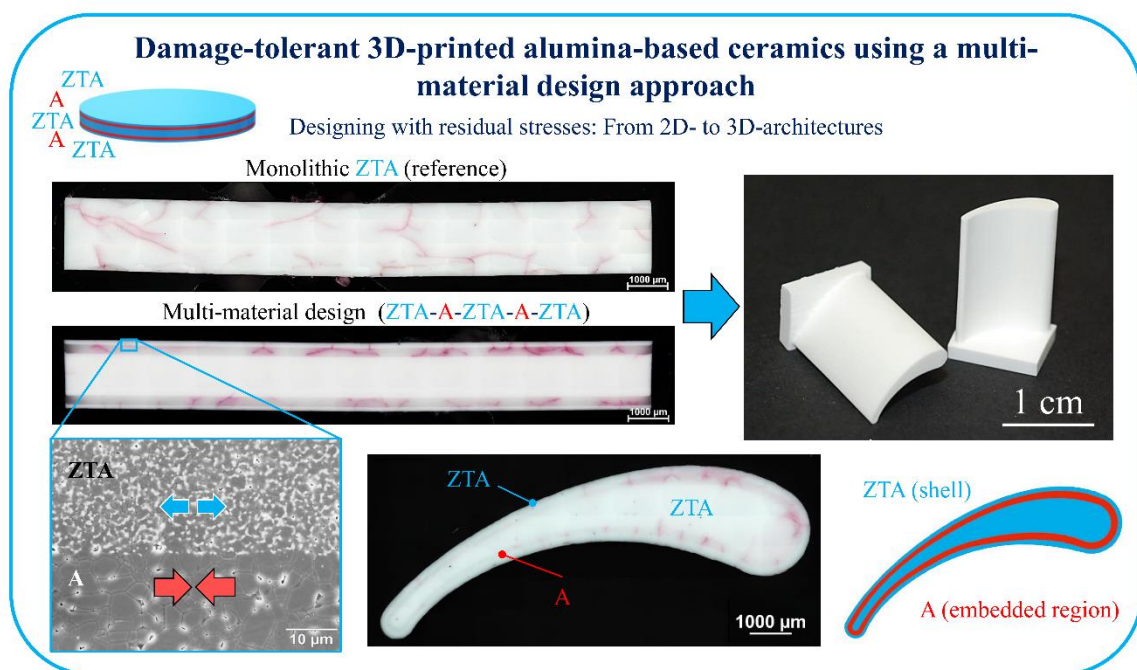 Damage-tolerant 3D-printed alumina-based ceramics using a multi-
material design approach
Designing with residual stresses: From 2D- to 3D-architectures
ZTA
A
ZTA
A
ZTA
Monolithic ZTA (reference)
1000 µm
Multi-material design (ZTA-A-ZTA-A-ZTA)
1000 µm
1 cm
ZTA
A
10 µm
ZTA
ZTA
A
1000 µm
ZTA (shell)
A (embedded region)